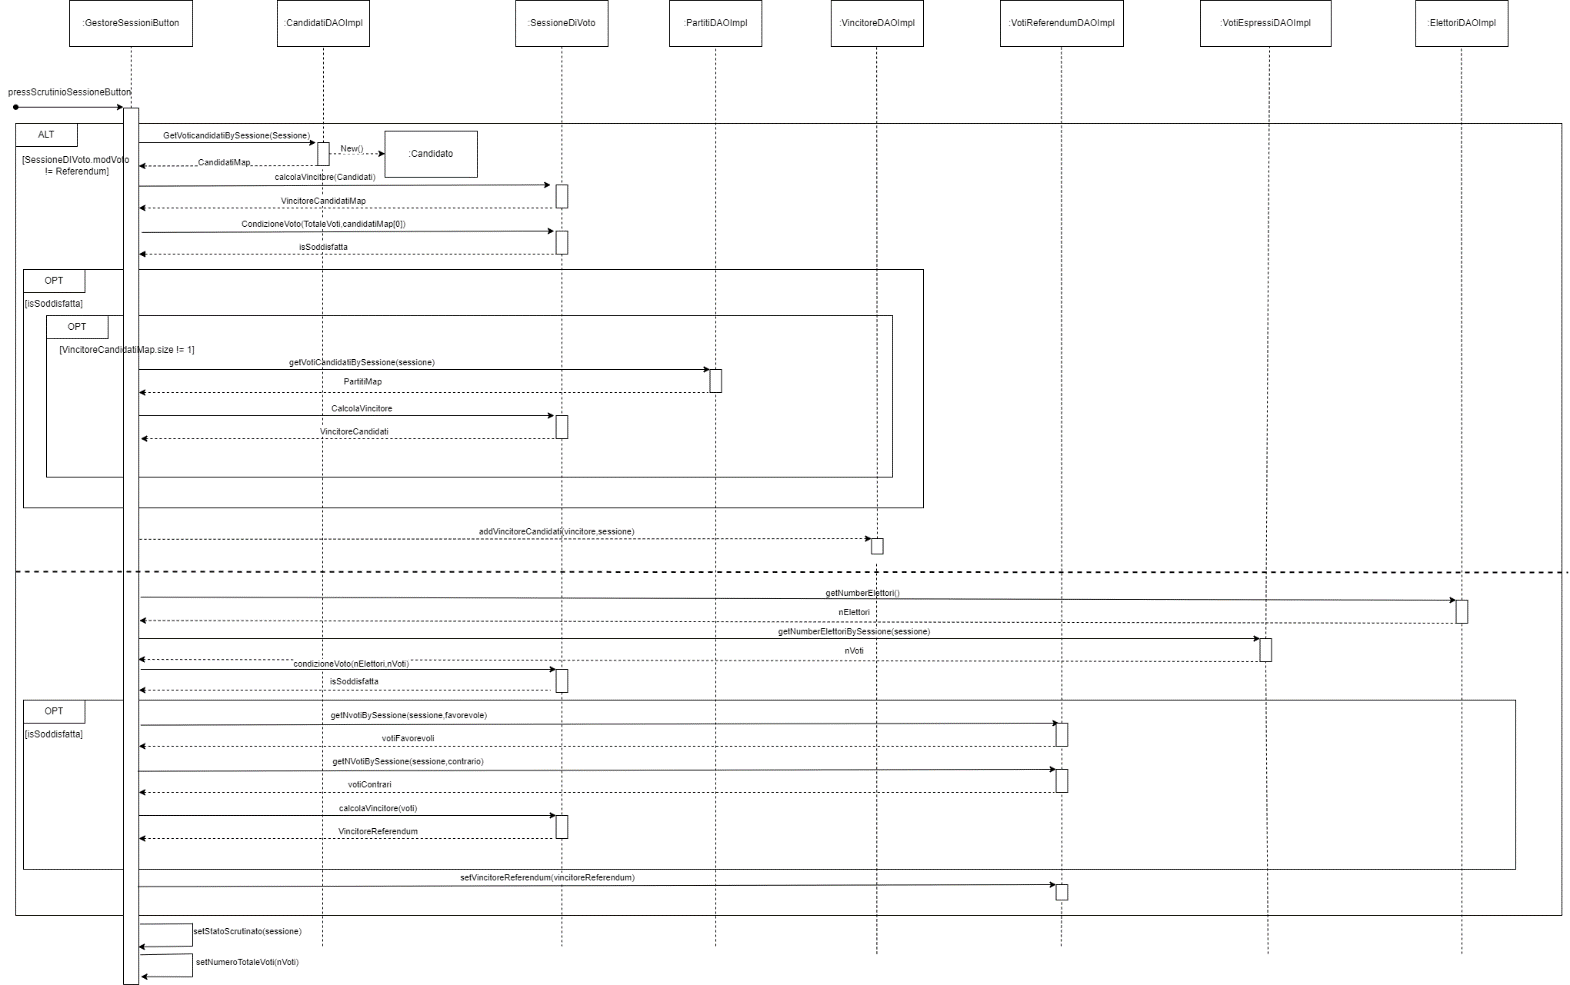 :GestoreSessioniButton
:CandidatiDAOImpl
:SessioneDiVoto
:PartitiDAOImpl
:VincitoreDAOImpl
:VotiReferendumDAOImpl
:VotiEspressiDAOImpl
:ElettoriDAOImpl
pressScrutinioSessioneButton
ALT
[SessioneDIVoto.modVoto
!= Referendum]
GetVoticandidatiBySessione(Sessione)
New()
:Candidato
CandidatiMap
calcolaVincitore(Candidati)
VincitoreCandidatiMap
CondizioneVoto(TotaleVoti,candidatiMap[0])
isSoddisfatta
OPT
[isSoddisfatta]
OPT
[VincitoreCandidatiMap.size != 1]
getVotiCandidatiBySessione(sessione)
PartitiMap
CalcolaVincitore
VincitoreCandidati
addVincitoreCandidati(vincitore,sessione)
getNumberElettori()
nElettori
getNumberElettoriBySessione(sessione)
nVoti
condizioneVoto(nElettori,nVoti)
isSoddisfatta
OPT
[isSoddisfatta]
getNvotiBySessione(sessione,favorevole)
votiFavorevoli
getNVotiBySessione(sessione,contrario)
votiContrari
calcolaVincitore(voti)
VincitoreReferendum
setVincitoreReferendum(vincitoreReferendum)
setStatoScrutinato(sessione)
setNumeroTotaleVoti(nVoti)